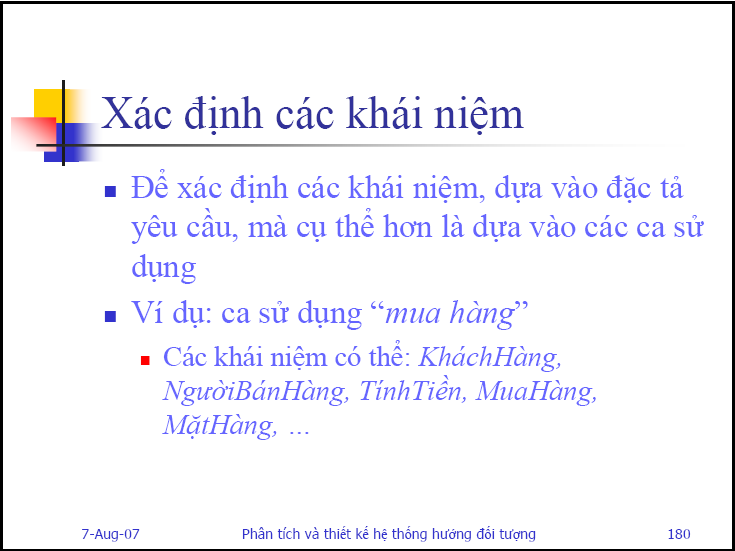 Xác định các khái niệm
Để xác định các khái niệm, dựa vào đặc tả
yêu cầu, mà cụ thể hơn là dựa vào các ca sử
dụng
Ví dụ: ca sử dụng “mua hàng”
Các khái niệm có thể: KháchHàng,
NgườiBánHàng, TínhTiền, MuaHàng,
MặtHàng, ...
7-Aug-07 Phân tích và thiết kế hệ thống hướng đối tượng 180